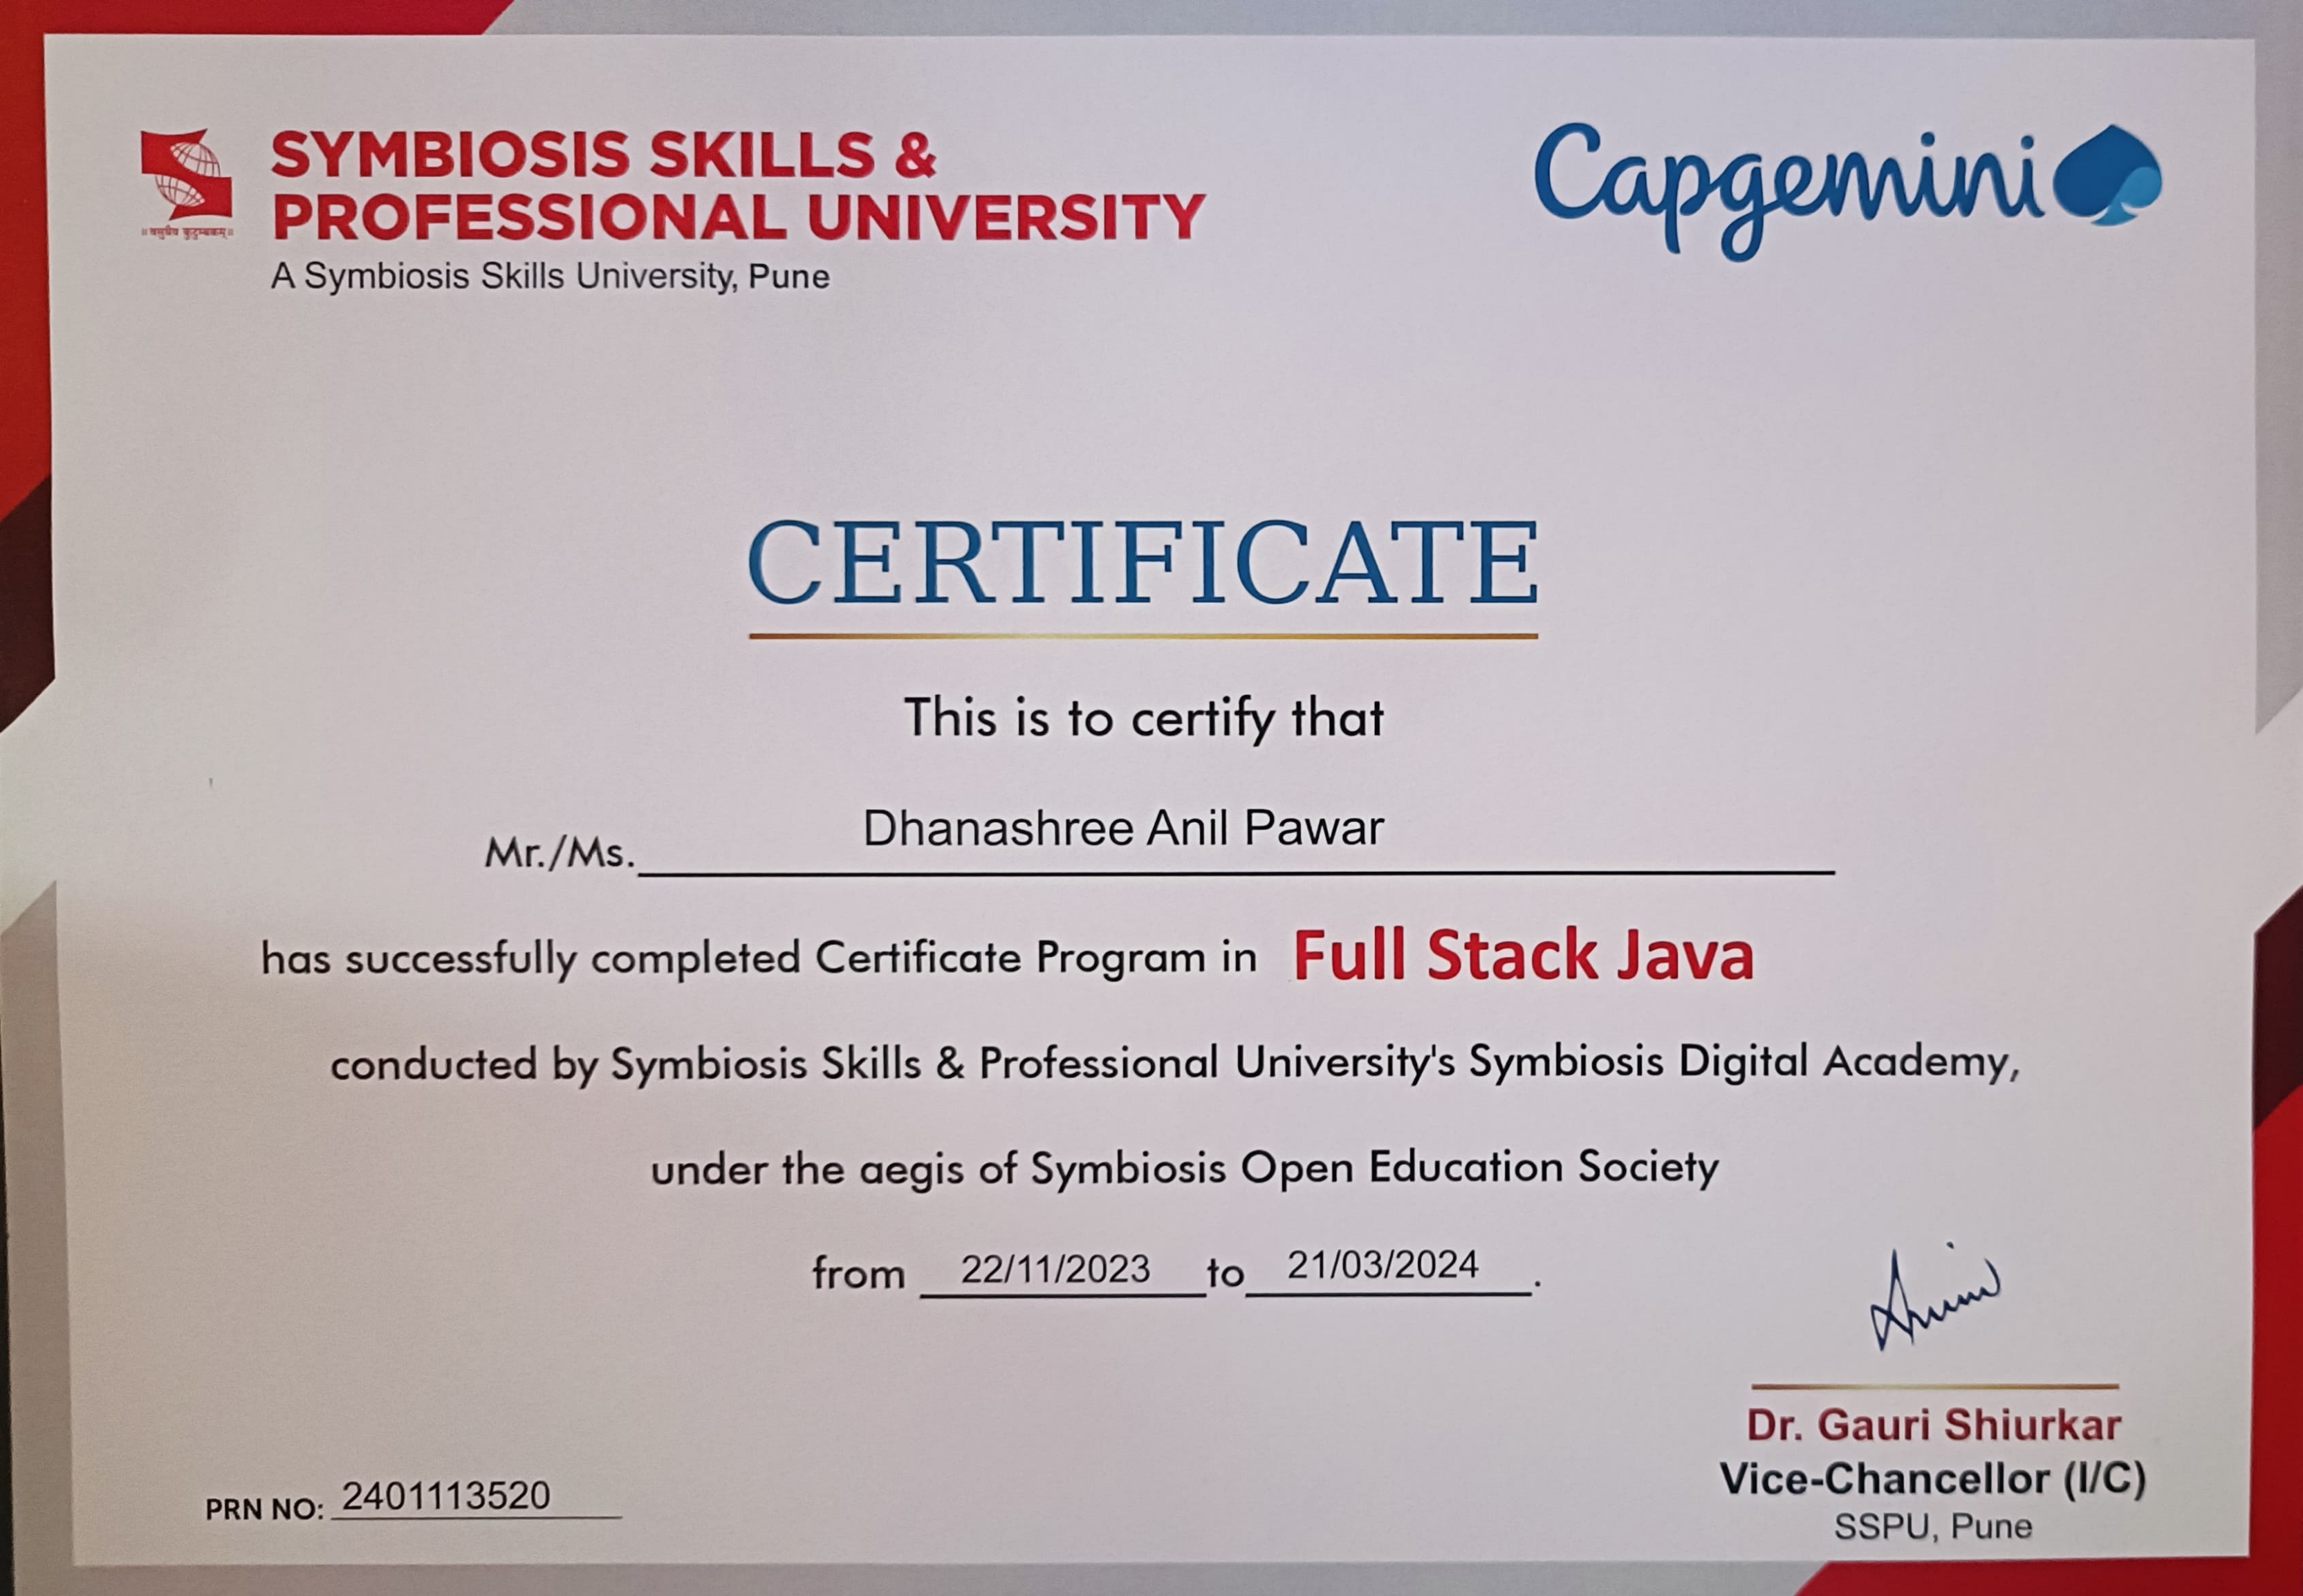 SYMBIOSIS SKILLS &
PROFESSIONAL UNIVERSITY
A Symbiosis Skills University, Pune
॥ वसुधैव कुटुम्बकम् ॥
Capgemini
CERTIFICATE
This is to certify that
Mr./Ms. Dhanashree Anil Pawar
has successfully completed Certificate Program in Full Stack Java
conducted by Symbiosis Skills & Professional University's Symbiosis Digital Academy,
under the aegis of Symbiosis Open Education Society
from 22/11/2023 to 21/03/2024.
Dr. Gauri Shiurkar
Vice-Chancellor (I/C)
SSPU, Pune
PRN NO: 2401113520